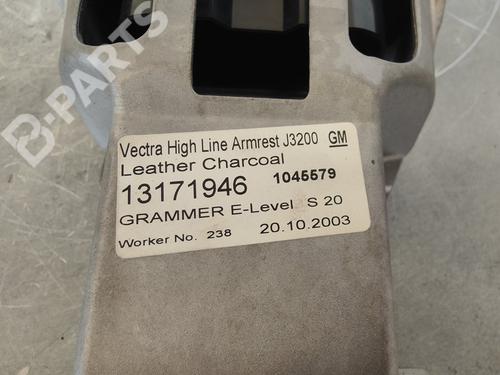 B-PARTS
Vectra High Line Armrest J3200 GM
Leather Charcoal
13171946 1045579
GRAMMER E-Level S 20
Worker No. 238 20.10.2003